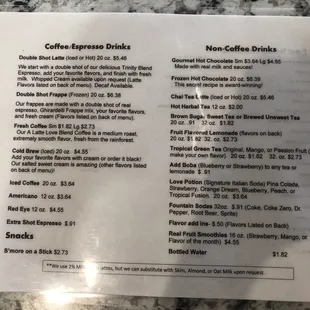 Coffee/Espresso Drinks
Double Shot Latte (Iced or Hot) 20 oz. $5.46
We start with a double shot of our delicious Trinity Blend
Espresso, add your favorite flavors, and finish with fresh
milk. Whipped Cream available upon request (Latte
Flavors listed on back of menu). Decaf Available.
Double Shot Frappe (Frozen) 20 oz. $6.38
Our frappes are made with a double shot of real
espresso, Ghirardelli Frappe mix, your favorite flavors,
and fresh cream (Flavors listed on back of menu!)
Fresh Coffee Sm $1.82 Lg $2.73
Our A Latte Love Blend Coffee is a medium roast,
extremely smooth flavor, fresh from the rainforest.
Cold Brew (Iced) 20 oz. $4.55
Add your favorite flavors with cream or order it black!
Our salted sweet cream is amazing (other flavors listed
on back of menu)!
Iced Coffee 20 oz. $3.64
Americano 12 oz. $3.64
Red Eye 12 oz. $4.55
Extra Shot Espresso $.91
Snacks
S'more on a Stick $2.73
Non-Coffee Drinks
Gourmet Hot Chocolate Sm $3.64 Lg $4.55
Made with real milk and sauces!
Frozen Hot Chocolate 20 oz. $6.38
This secret recipe is award-winning!
Chai Tea Latte (Iced or Hot) 20 oz.
Hot Herbal Tea 12 oz. $2.00
Brown Sugar Sweet Tea or Brewed Unsweet Tea
20 oz. .91 32 oz. $1.82
Fruit Flavored Lemonade (flavors on back)
20 oz. $1.82 32 oz. $2.73
Tropical Green Tea Original, Mango, or Passion Fruit (
make your own flavor) 20 oz. $1.82 32 oz. $2.73
Add Boba (Blueberry or Strawberry) to any tea or
lemonade $.91
Love Potion (Signature Italian Soda) Pina Colada,
Strawberry, Orange Dream, Blueberry, Peach, or
Tropical Fusion. 20 oz. $3.64
Fountain Sodas 32oz $.91 (Coke, Coke Zero, Dr.
Pepper, Root Beer, Sprite)
Flavor add ins- $.50 (Flavors Listed on Back)
Real Fruit Smoothies 16 oz. (Strawberry, Mango, or
Flavor of the month) $4.55
Bottled Water $1.82
**We use 2% but we can substitute with Skim, Almond, or Oat Milk upon request.